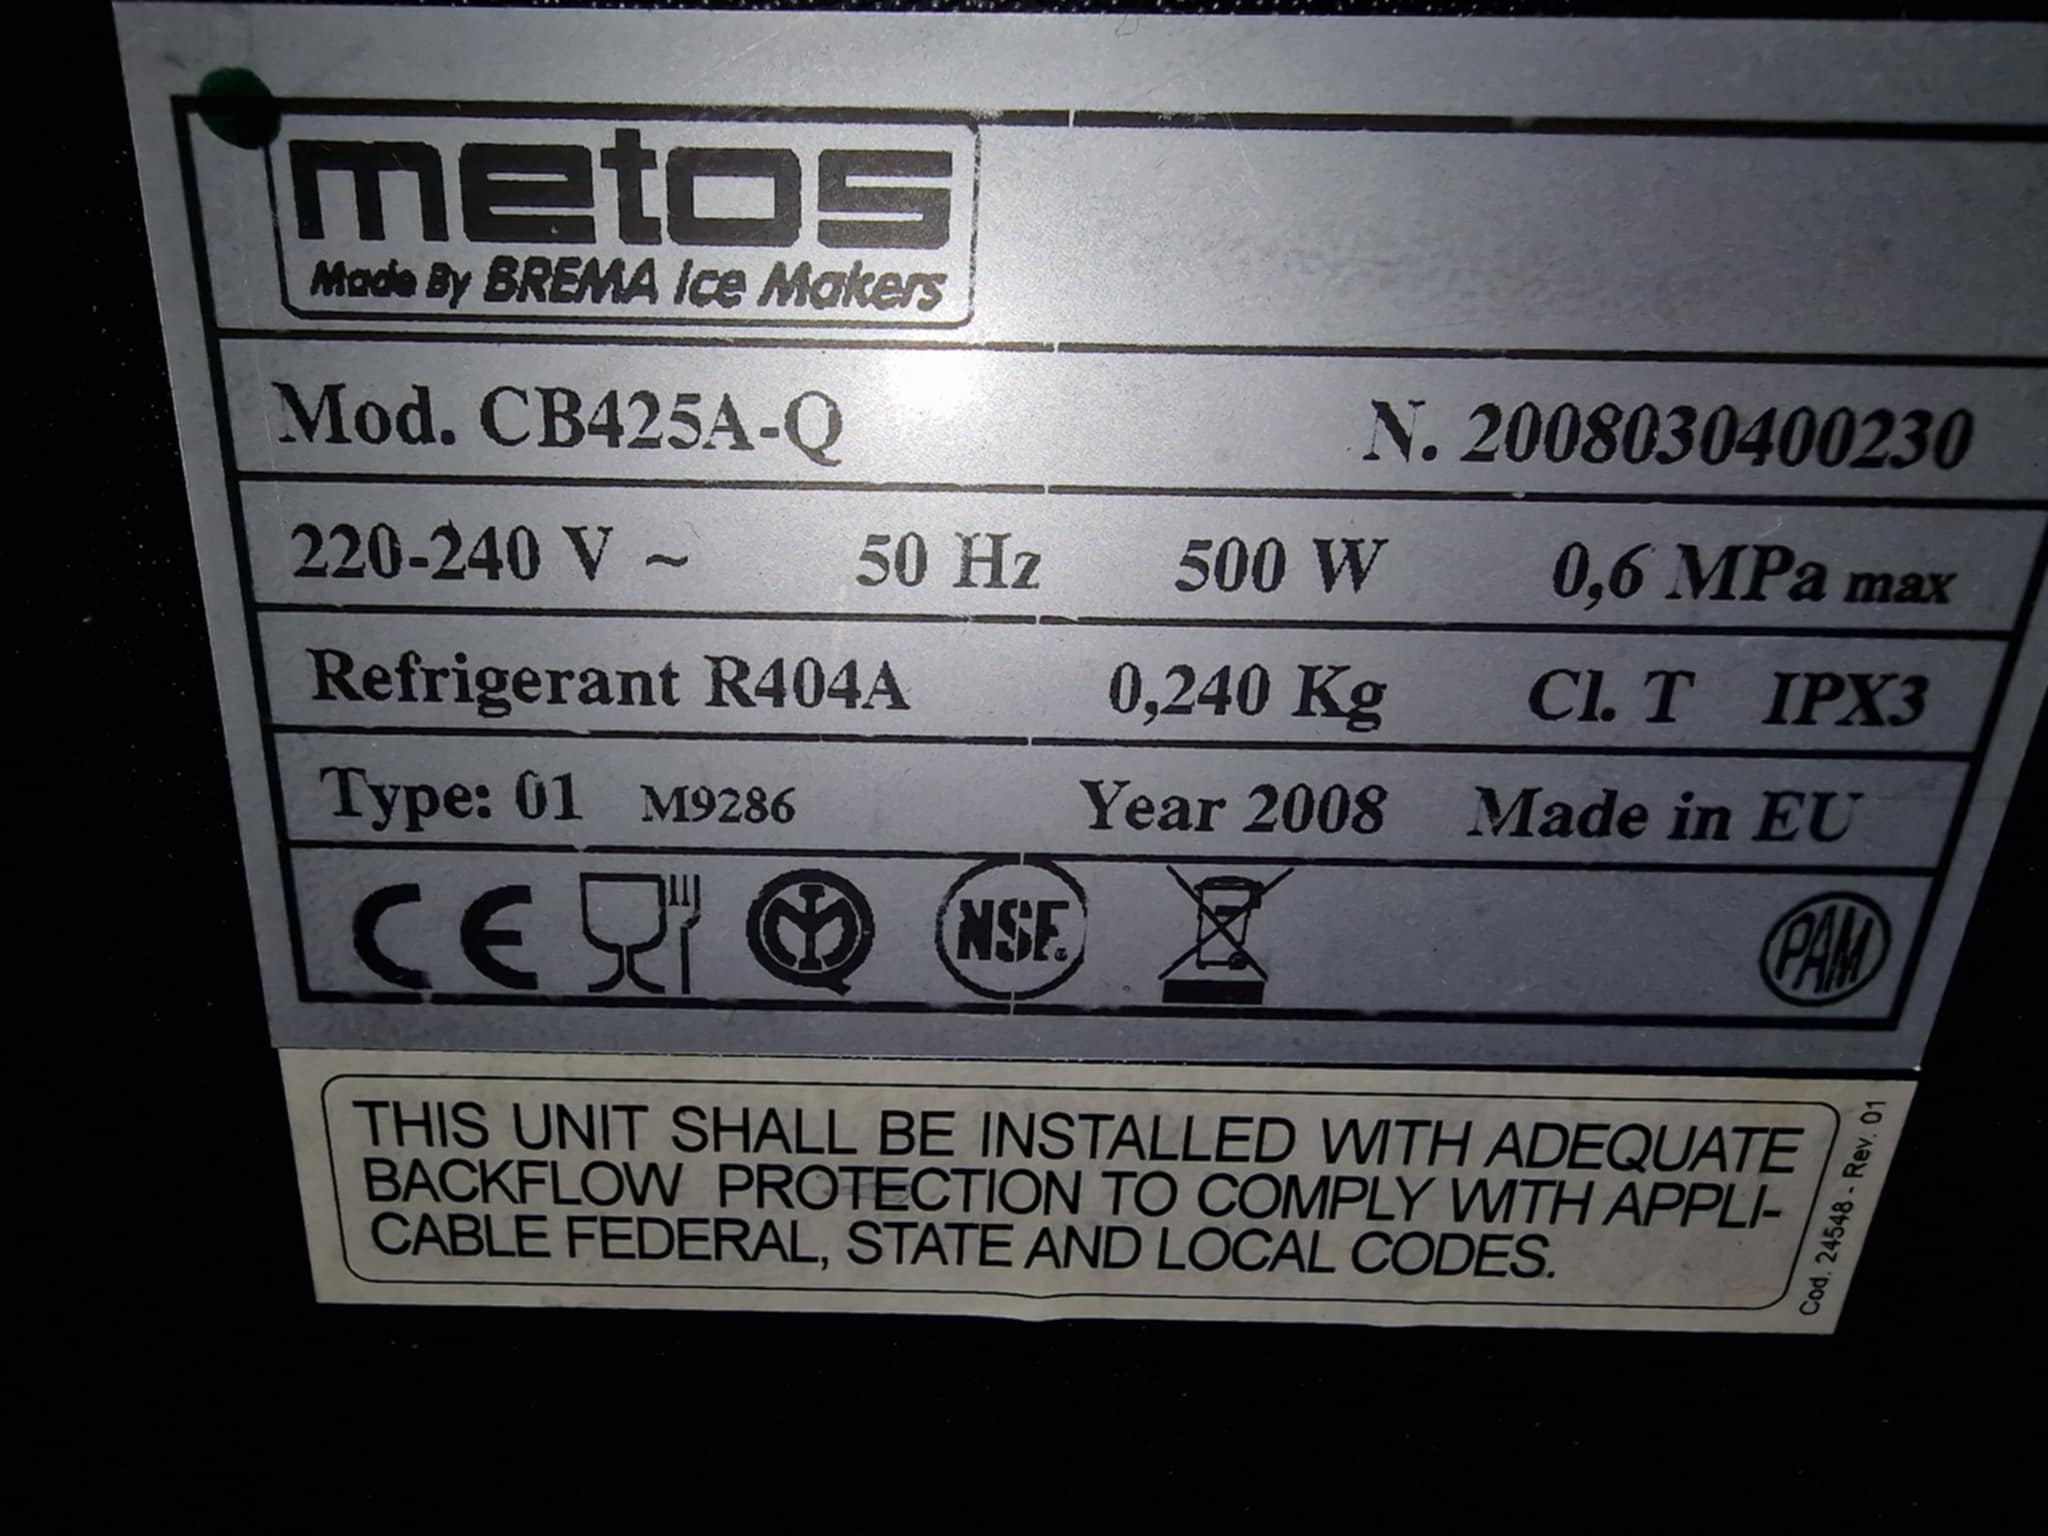 metos
Made By BREMA Ice Makers
Mod. CB425A-Q N. 2008030400230
220-240 V ~ 50 Hz 500 W 0,6 MPa max
Refrigerant R404A 0,240 Kg Cl. T IPX3
Type: 01 M9286 Year 2008 Made in EU
CE NSF® PAM
THIS UNIT SHALL BE INSTALLED WITH ADEQUATE
BACKFLOW PROTECTION TO COMPLY WITH APPLI-
CABLE FEDERAL, STATE AND LOCAL CODES.
Cod. 24548 - Rev. 01